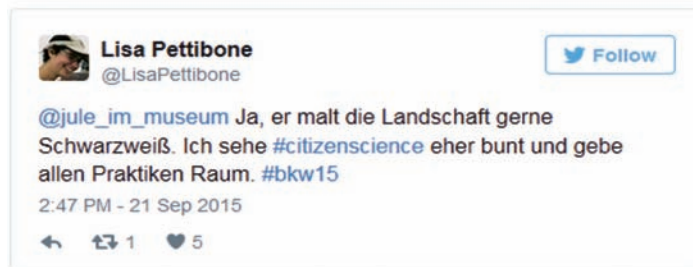 Lisa Pettibone
@LisaPettibone
Follow
@jule_im_museum Ja, er malt die Landschaft gerne
Schwarzweiß. Ich sehe #citizenscience eher bunt und gebe
allen Praktiken Raum. #bkw15
2:47 PM - 21 Sep 2015
1 5